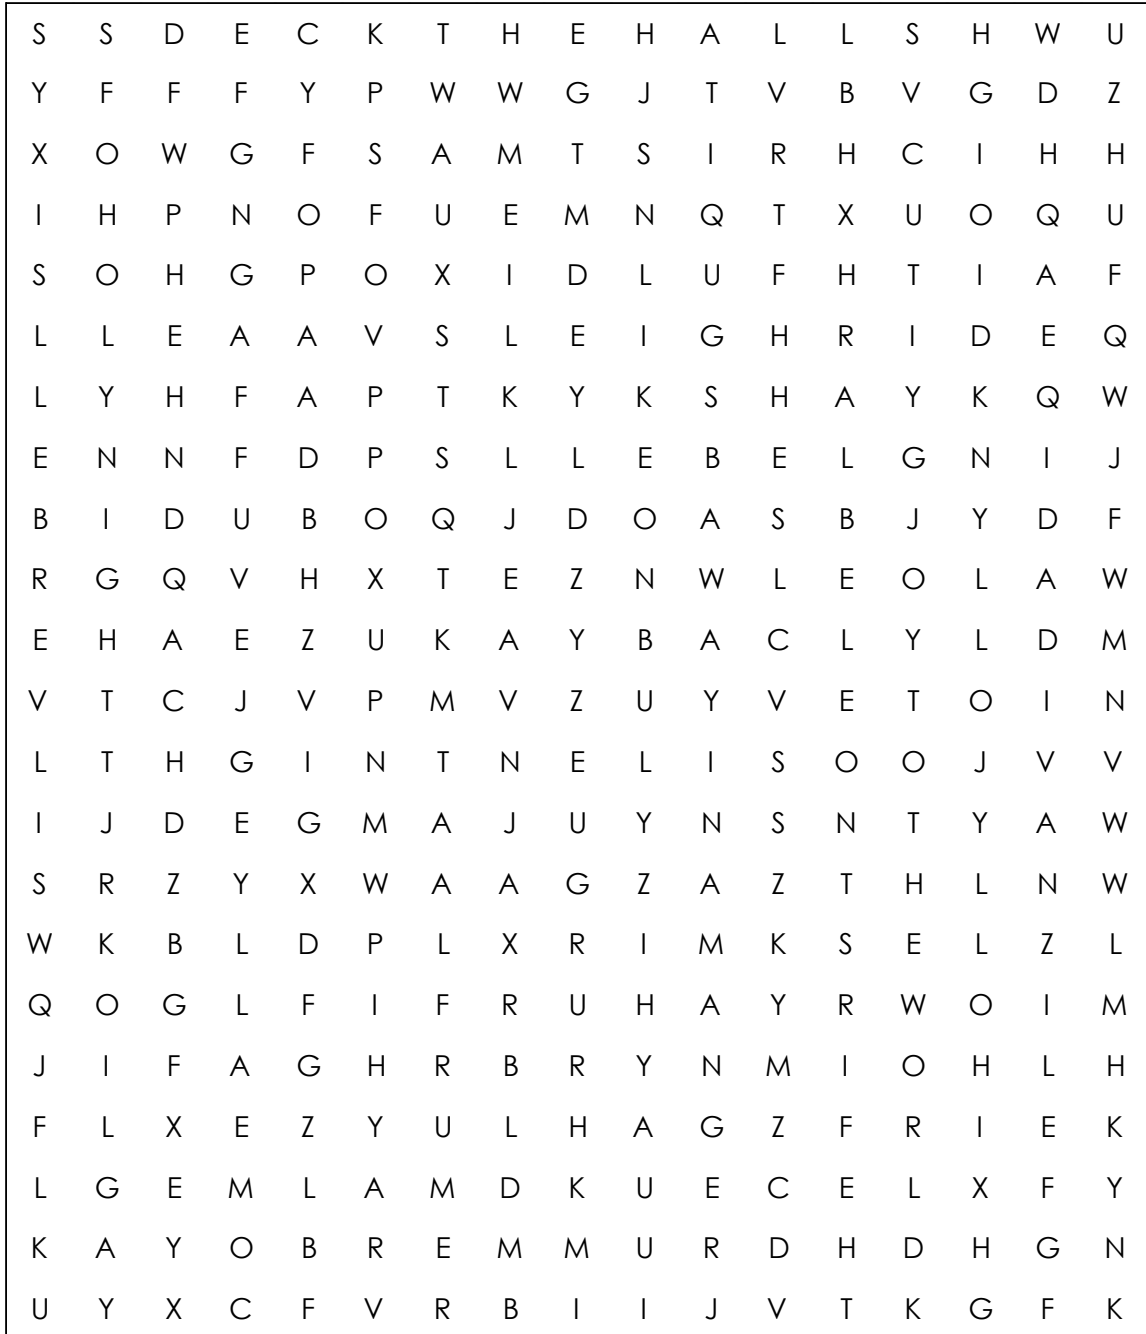 S S D E C K T H E H A L L S H W U
Y F F F Y P W W G J T V B V G D Z
X O W G F S A M T S I R H C I H H
I H P N O F U E M N Q T X U O Q U
S O H G P O X I D L U F H T I A F
L L E A A V S L E I G H R I D E Q
L Y H F A P T K Y K S H A Y K Q W
E N N F D P S L L E B E L G N I J
B I D U B O Q J D O A S B J Y D F
R G Q V H X T E Z N W L E O L A W
E H A E Z U K A Y B A C L Y L D M
V T C J V P M V Z U Y V E T O I N
L T H G I N T N E L I S O O J V V
I J D E G M A J U Y N S N T Y A W
S R Z Y X W A A G Z A Z T H L N W
W K B L D P L X R I M K S E L Z L
Q O G L F I F R U H A Y R W O I M
J I F A G H R B R Y N M I O H L H
F L X E Z Y U L H A G Z F R I E K
L G E M L A M D K U E C E L X F Y
K A Y O B R E M M U R D H D H G N
U Y X C F V R B I I J V T K G F K